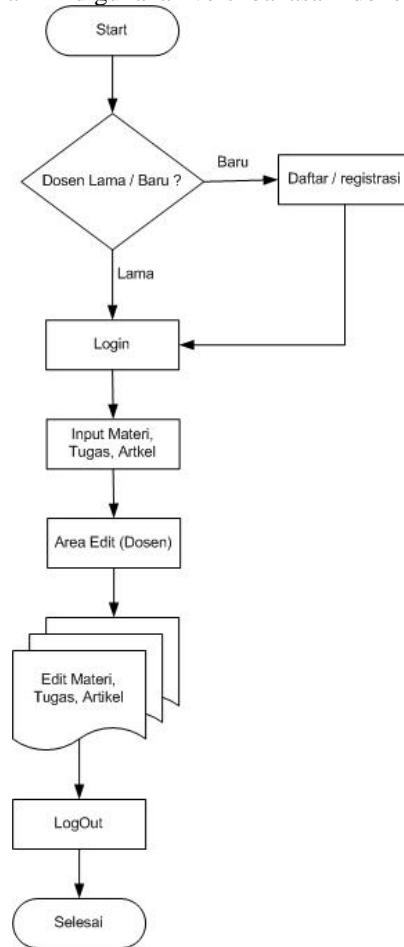 Start
Dosen Lama / Baru ?
Baru
Daftar / registrasi
Lama
Login
Input Materi,
Tugas, Artkel
Area Edit (Dosen)
Edit Materi,
Tugas, Artikel
LogOut
Selesai